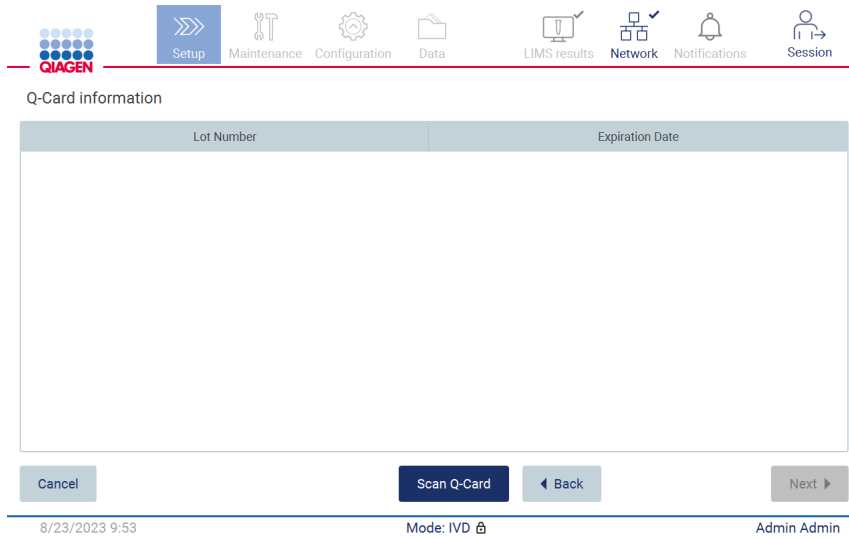 QIAGEN
Setup
Maintenance
Configuration
Data
LIMS results
Network
Notifications
Session
Q-Card information
Lot Number
Expiration Date
Cancel
Scan Q-Card
Back
Next
8/23/2023 9:53
Mode: IVD
Admin Admin